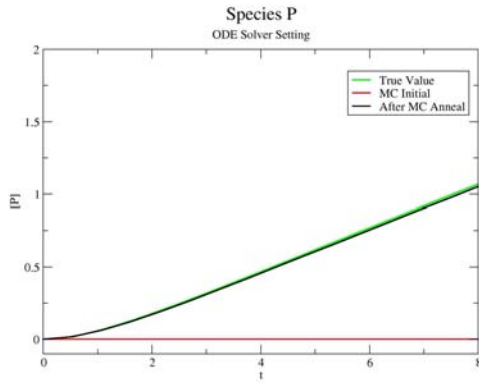 Species P
ODE Solver Setting
2
True Value
MC Initial
After MC Anneal
1.5
[P]
1
0.5
0
0 2 4 6 8
t